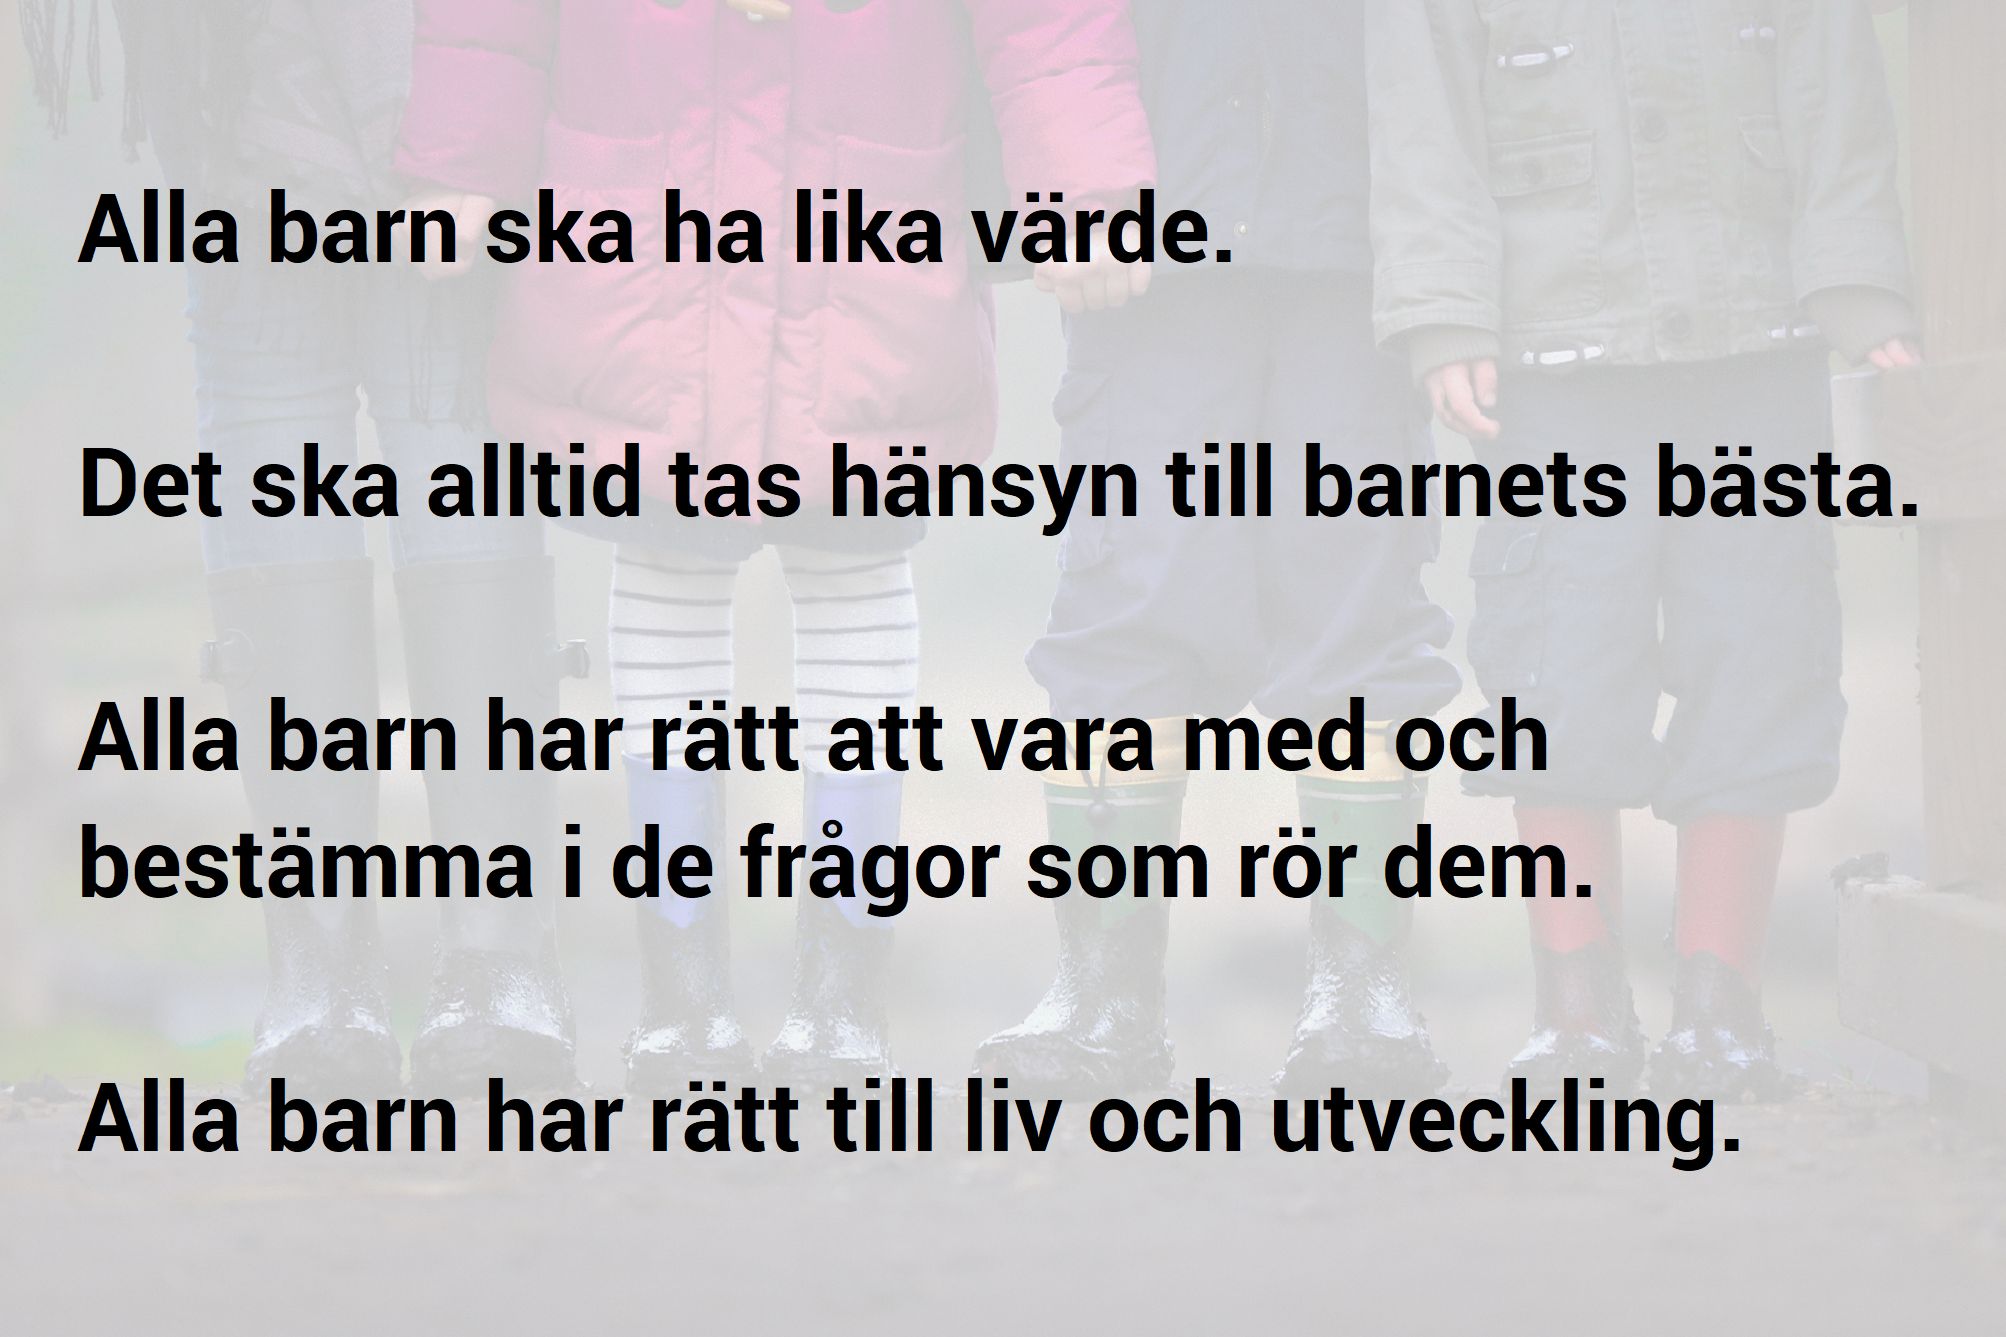 Alla barn ska ha lika värde.
Det ska alltid tas hänsyn till barnets bästa.
Alla barn har rätt att vara med och
bestämma i de frågor som rör dem.
Alla barn har rätt till liv och utveckling.